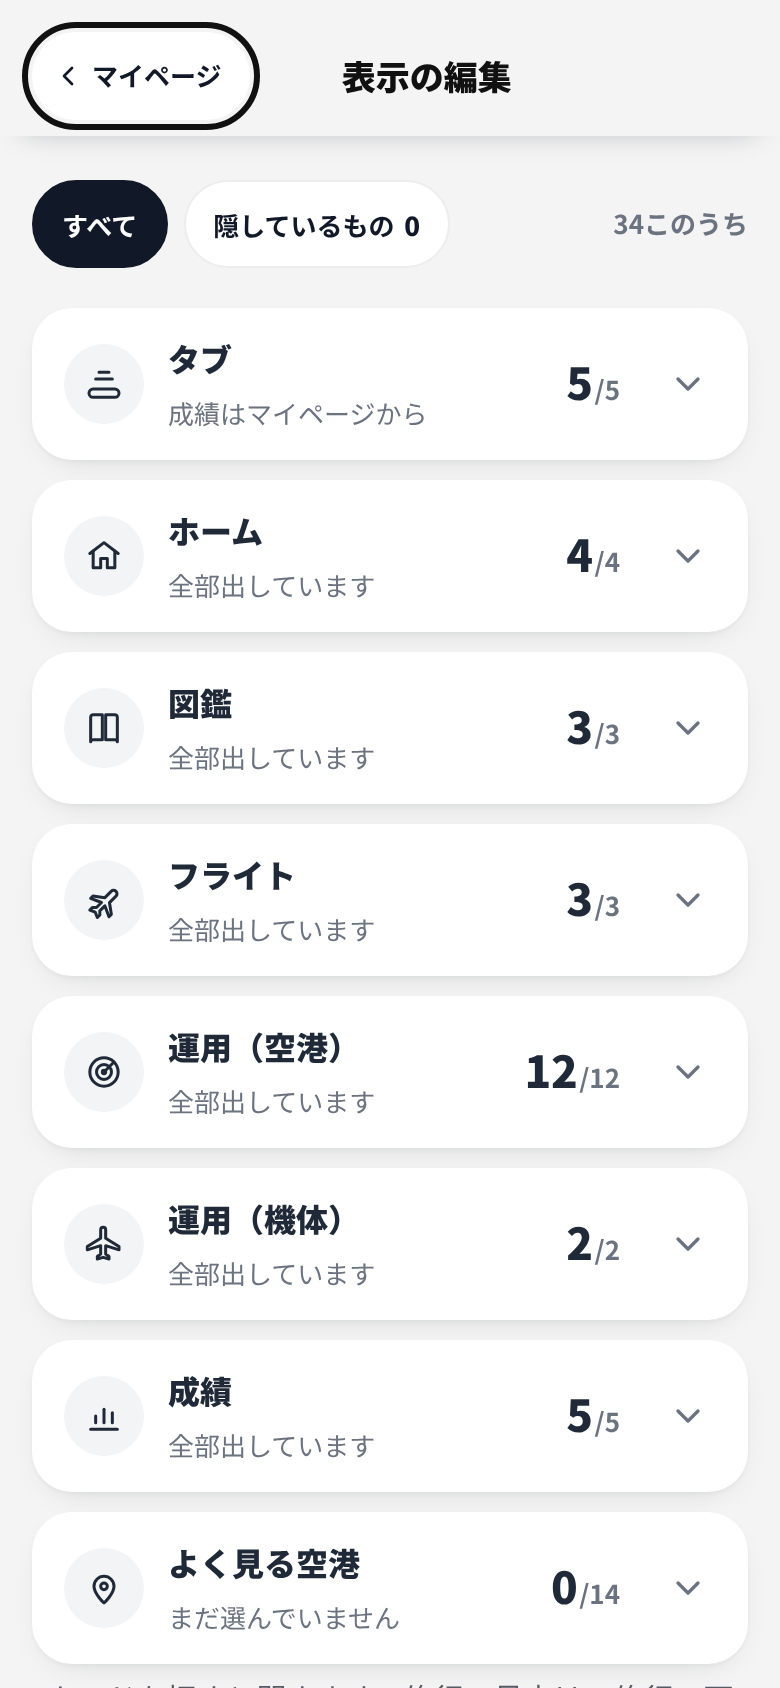 マイページ
表示の編集
すべて
隠しているもの 0
34このうち
タブ
成績はマイページから
5/5
ホーム
全部出しています
4/4
図鑑
全部出しています
3/3
フライト
全部出しています
3/3
運用（空港）
全部出しています
12/12
運用（機体）
全部出しています
2/2
成績
全部出しています
5/5
よく見る空港
まだ選んでいません
0/14